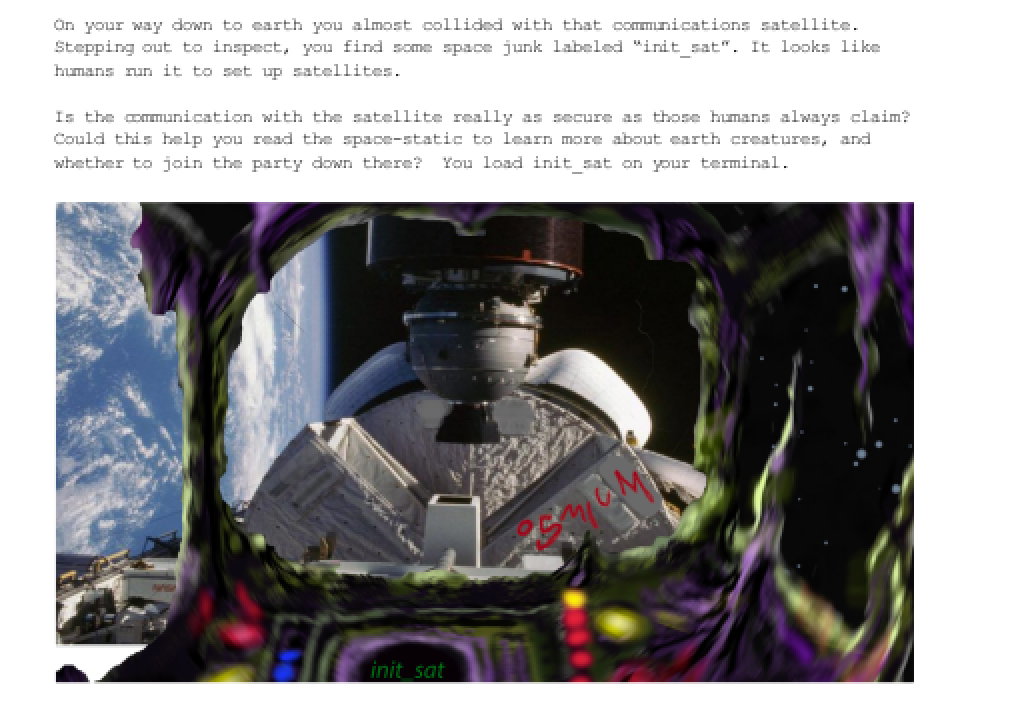 On your way down to earth you almost collided with that communications satellite.
Stepping out to inspect, you find some space junk labeled “init_sat”. It looks like
humans run it to set up satellites.
Is the communication with the satellite really as secure as those humans always claim?
Could this help you read the space-static to learn more about earth creatures, and
whether to join the party down there?  You load init_sat on your terminal.
osmium
init_sat